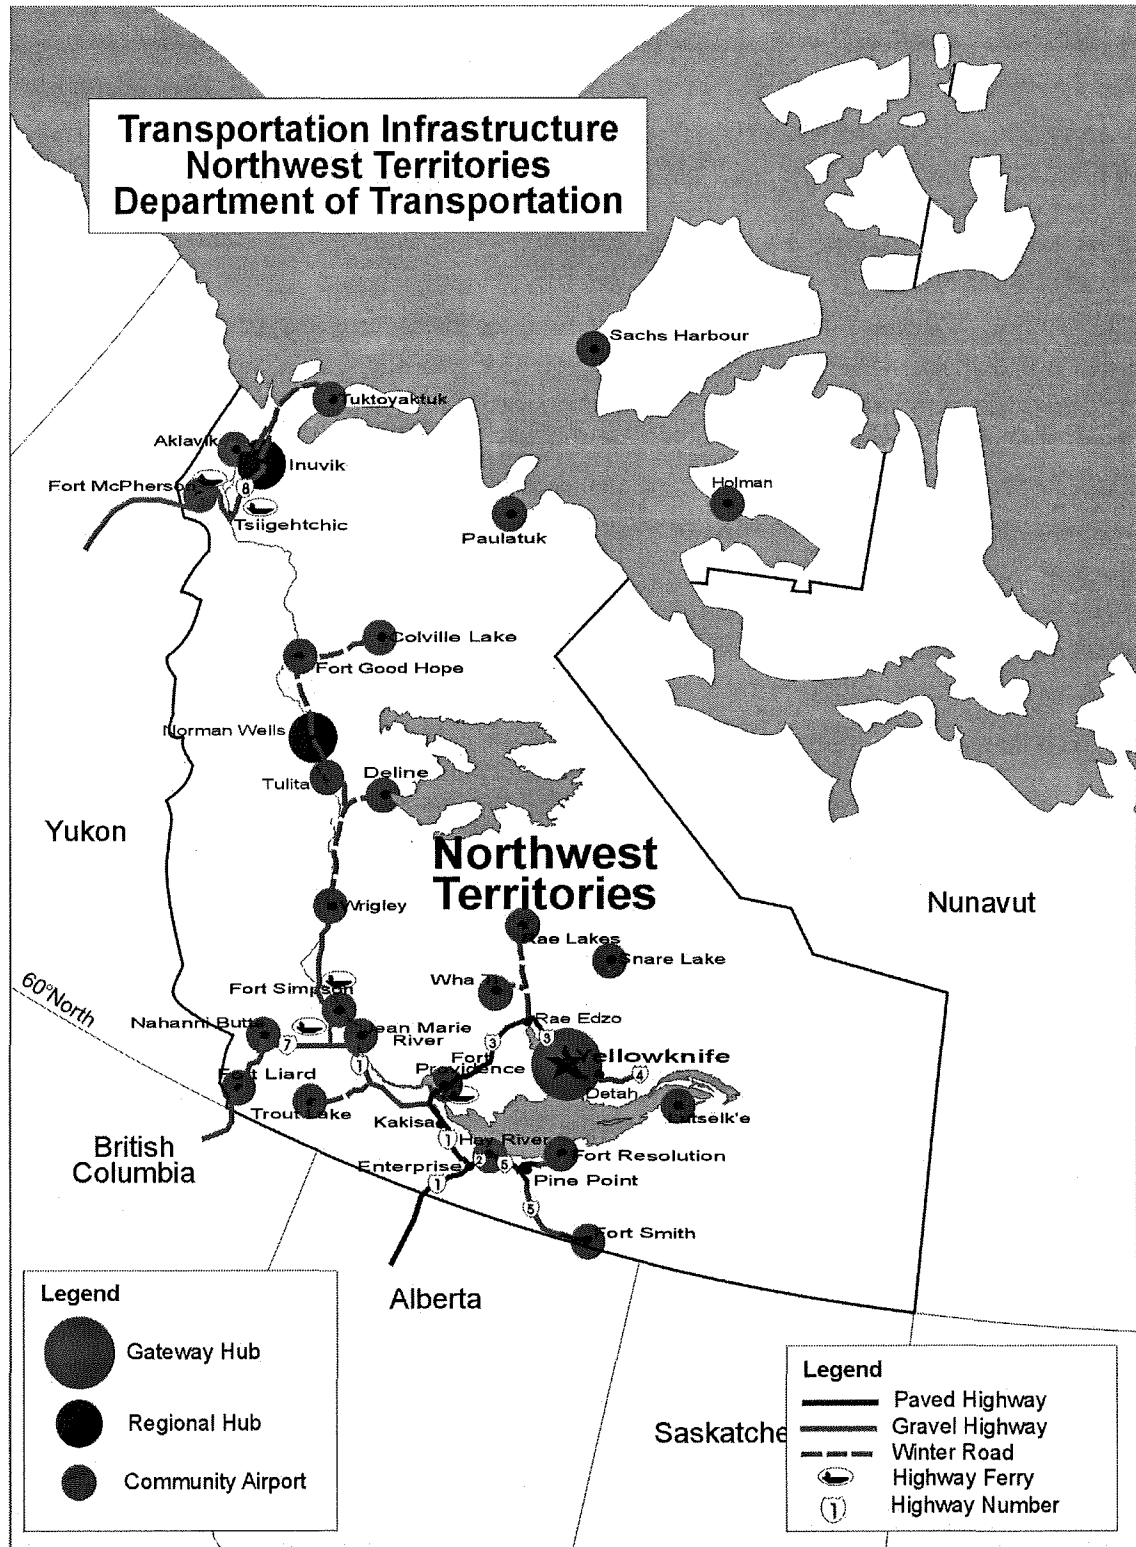 Transportation Infrastructure
Northwest Territories
Department of Transportation
Sachs Harbour
Tuktoyaktuk
Aklavik
Inuvik
Fort McPherson
8
Tsiigehtchic
Holman
Paulatuk
Colville Lake
Fort Good Hope
Norman Wells
Deline
Tulita
Yukon
Northwest
Territories
Nunavut
Wrigley
Rae Lakes
Snare Lake
Wha Ti
60°North
Fort Simpson
Nahanni Butte
Rae Edzo
Jean Marie
River
7
3
3
Yellowknife
Fort
Providence
1
4
Fort Liard
Detah
Trout Lake
Lutselk'e
Kakisa
British
Columbia
1
Hay River
Enterprise
2
5
Fort Resolution
Pine Point
1
5
Fort Smith
Alberta
Saskatche
Legend
Gateway Hub
Regional Hub
Community Airport
Legend
Paved Highway
Gravel Highway
Winter Road
Highway Ferry
1
Highway Number